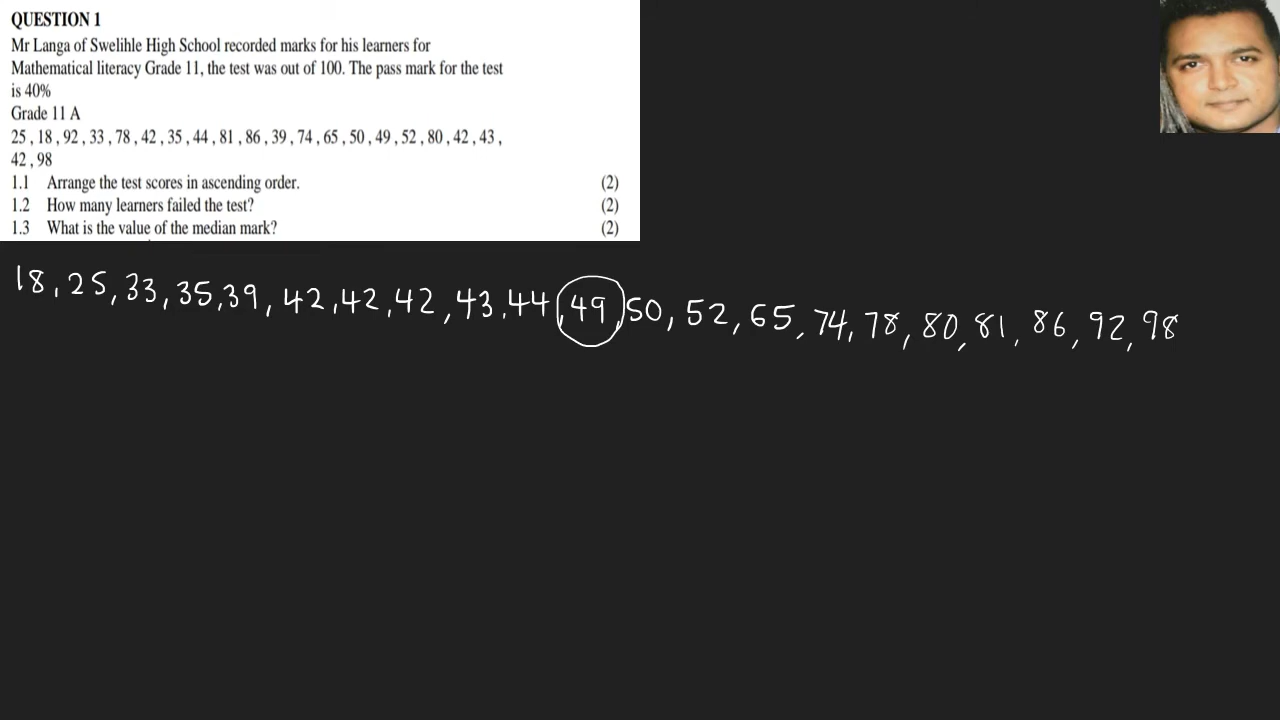 QUESTION 1
Mr Langa of Swelihle High School recorded marks for his learners for
Mathematical literacy Grade 11, the test was out of 100. The pass mark for the test
is 40%
Grade 11 A
25 , 18 , 92 , 33 , 78 , 42 , 35 , 44 , 81 , 86 , 39 , 74 , 65 , 50 , 49 , 52 , 80 , 42 , 43 ,
42 , 98
1.1 Arrange the test scores in ascending order. (2)
1.2 How many learners failed the test? (2)
1.3 What is the value of the median mark? (2)
18, 25, 33, 35, 39, 42, 42, 42, 43, 44, 49, 50, 52, 65, 74, 78, 80, 81, 86, 92, 98